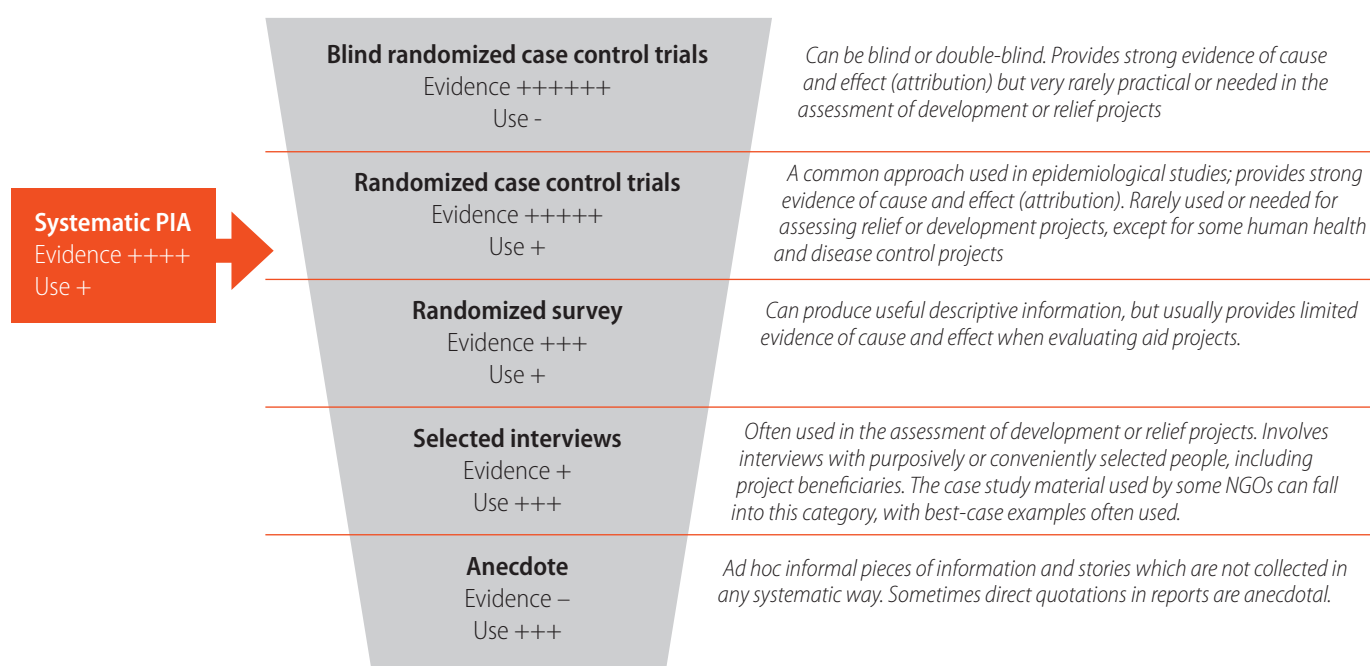 Blind randomized case control trials
Evidence ++++++
Use -
Can be blind or double-blind. Provides strong evidence of cause
and effect (attribution) but very rarely practical or needed in the
assessment of development or relief projects
Systematic PIA
Evidence ++++
Use +
Randomized case control trials
Evidence +++++
Use +
A common approach used in epidemiological studies; provides strong
evidence of cause and effect (attribution). Rarely used or needed for
assessing relief or development projects, except for some human health
and disease control projects
Randomized survey
Evidence +++
Use +
Can produce useful descriptive information, but usually provides limited
evidence of cause and effect when evaluating aid projects.
Selected interviews
Evidence +
Use +++
Often used in the assessment of development or relief projects. Involves
interviews with purposively or conveniently selected people, including
project beneficiaries. The case study material used by some NGOs can fall
into this category, with best-case examples often used.
Anecdote
Evidence –
Use +++
Ad hoc informal pieces of information and stories which are not collected in
any systematic way. Sometimes direct quotations in reports are anecdotal.